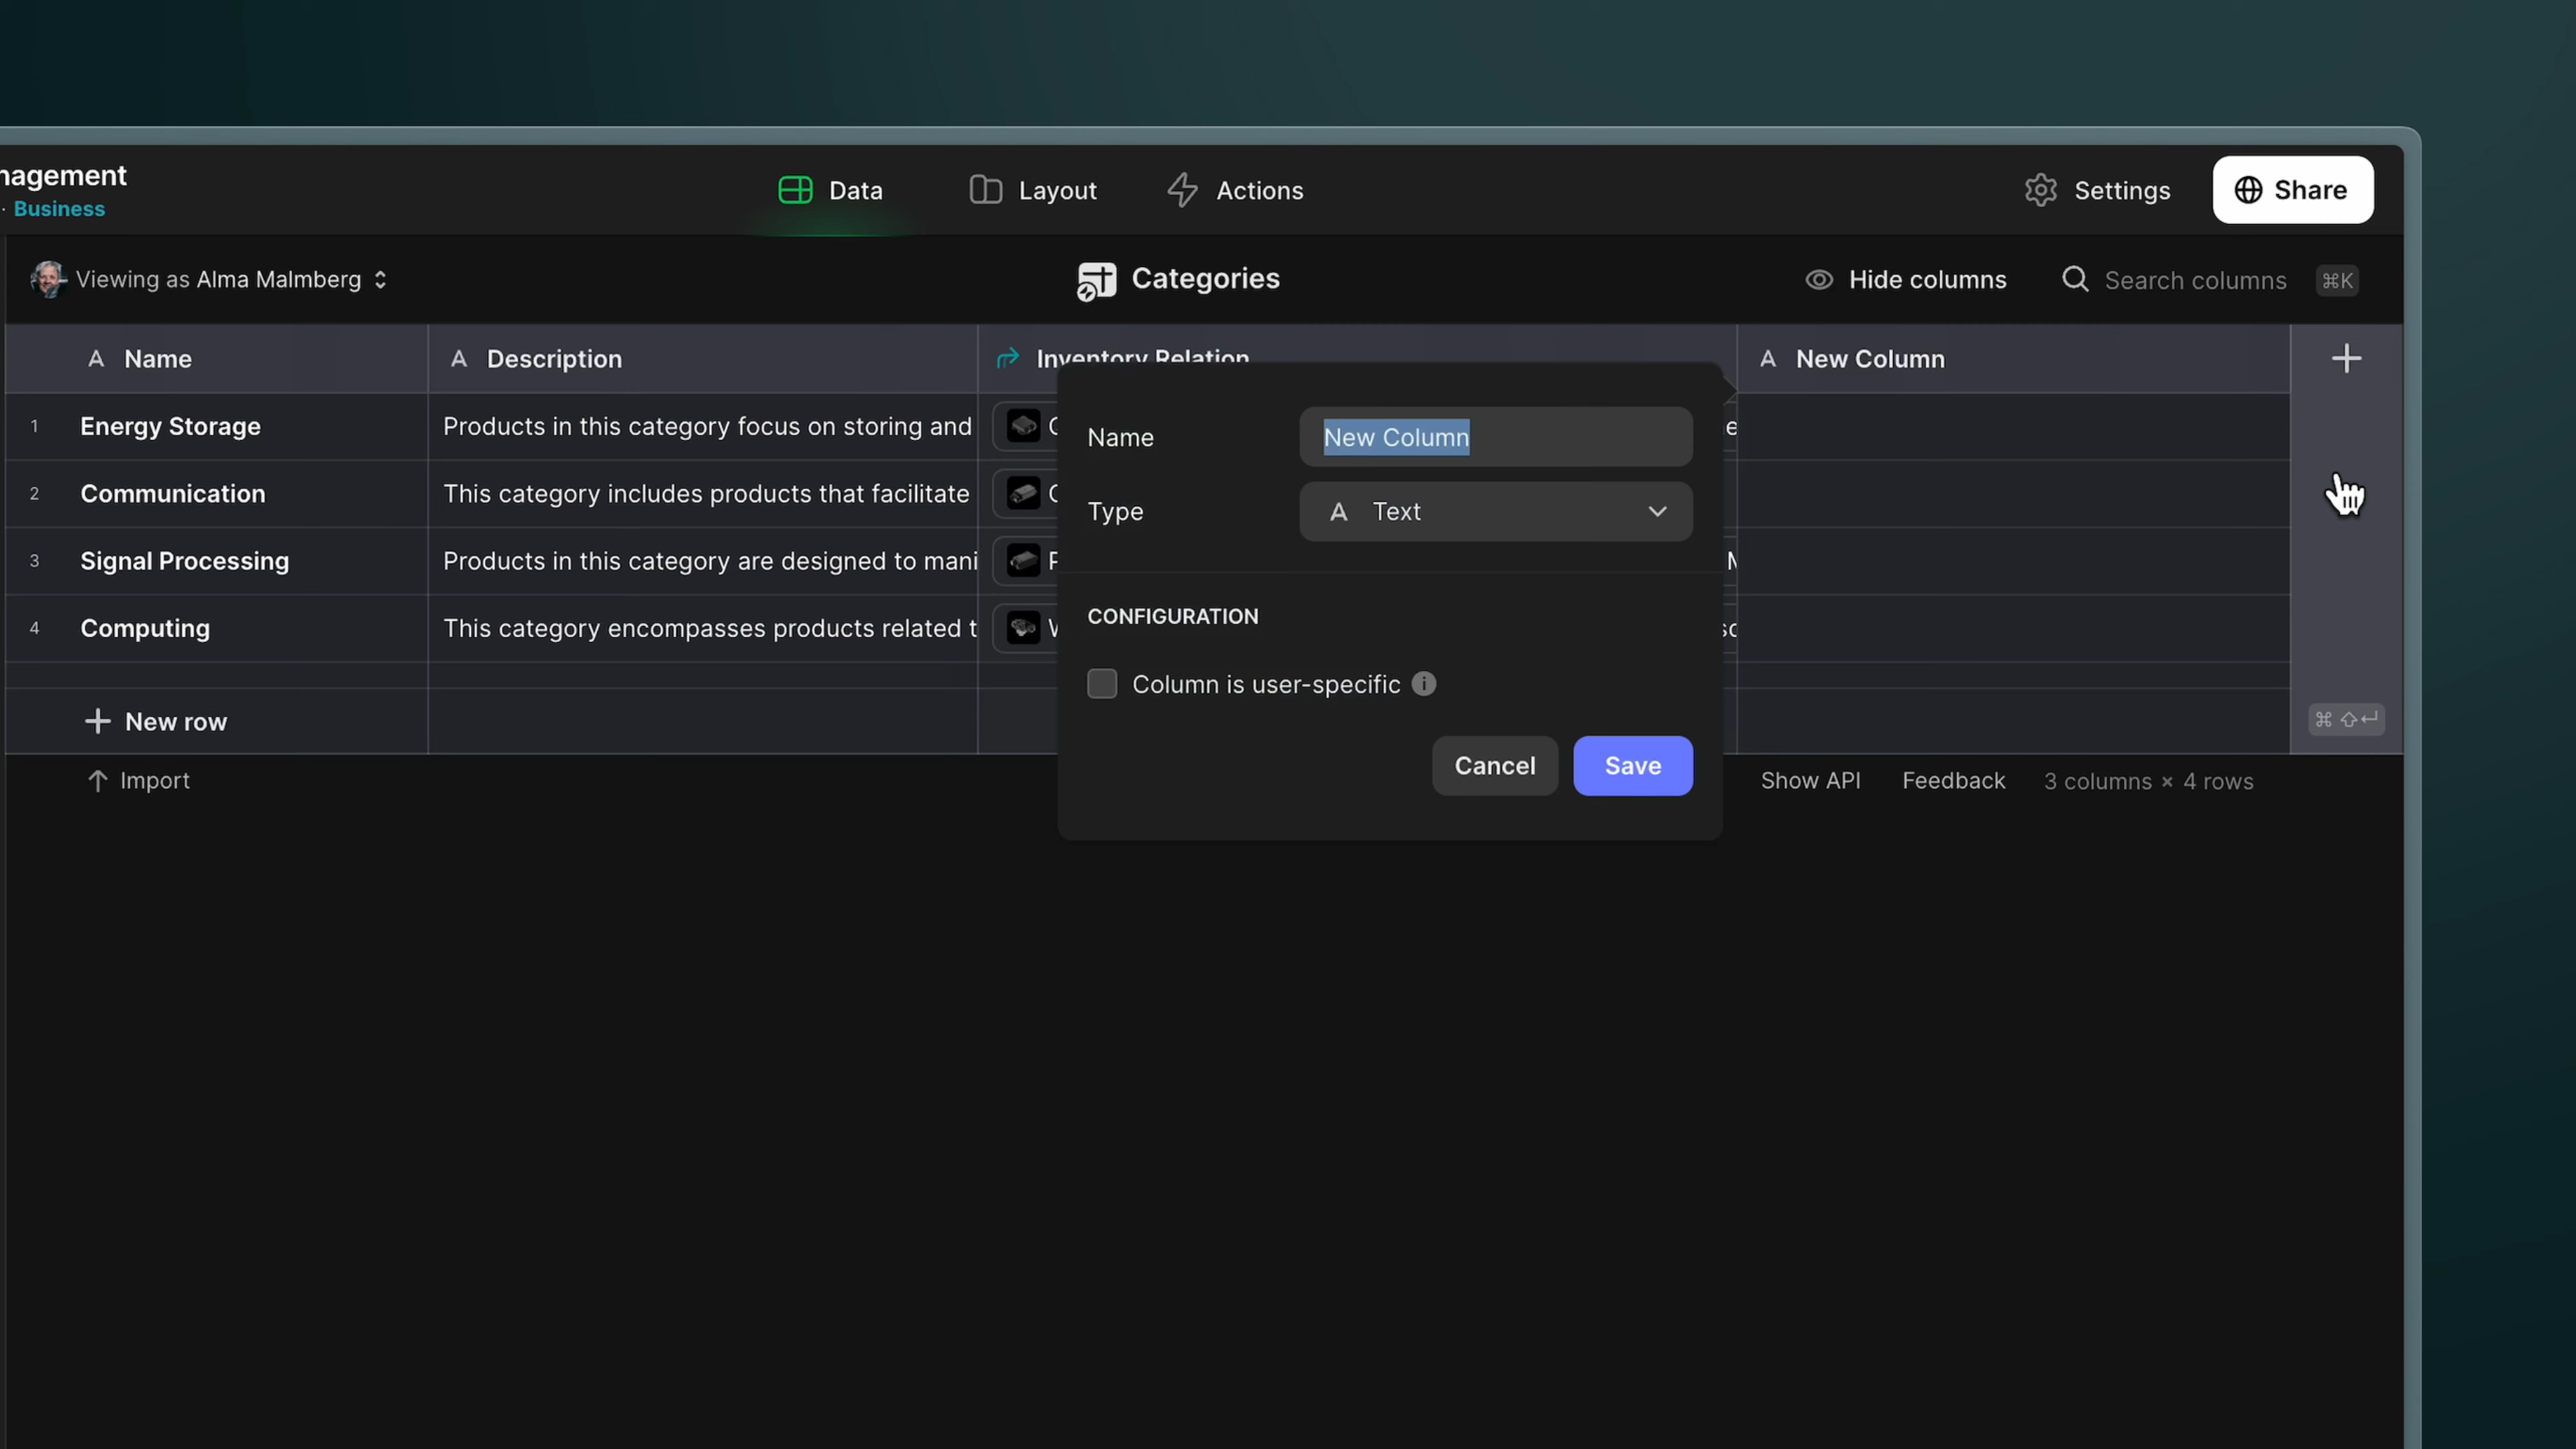 nagement
· Business
Data
Layout
Actions
Settings
Share
Viewing as Alma Malmberg
Categories
Hide columns
Search columns
⌘K
Name
Description
Inventory Relation
New Column
1 Energy Storage
Products in this category focus on storing and
2 Communication
This category includes products that facilitate
3 Signal Processing
Products in this category are designed to mani
4 Computing
This category encompasses products related t
New row
⌘ ⇧ ↵
Import
Name
New Column
Type
A Text
CONFIGURATION
Column is user-specific
Cancel
Save
Show API
Feedback
3 columns × 4 rows